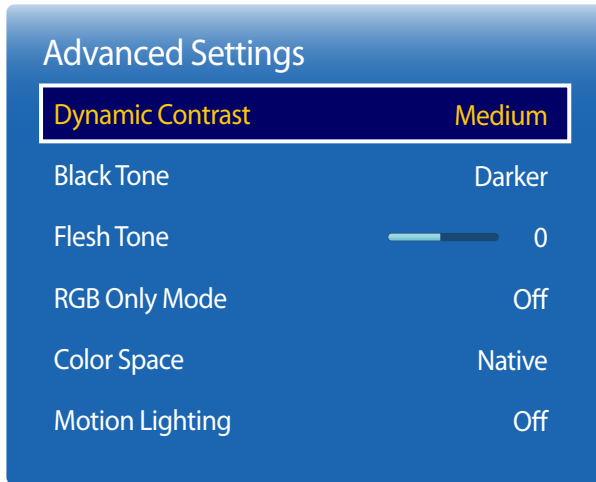 Advanced Settings
Dynamic Contrast Medium
Black Tone Darker
Flesh Tone 0
RGB Only Mode Off
Color Space Native
Motion Lighting Off